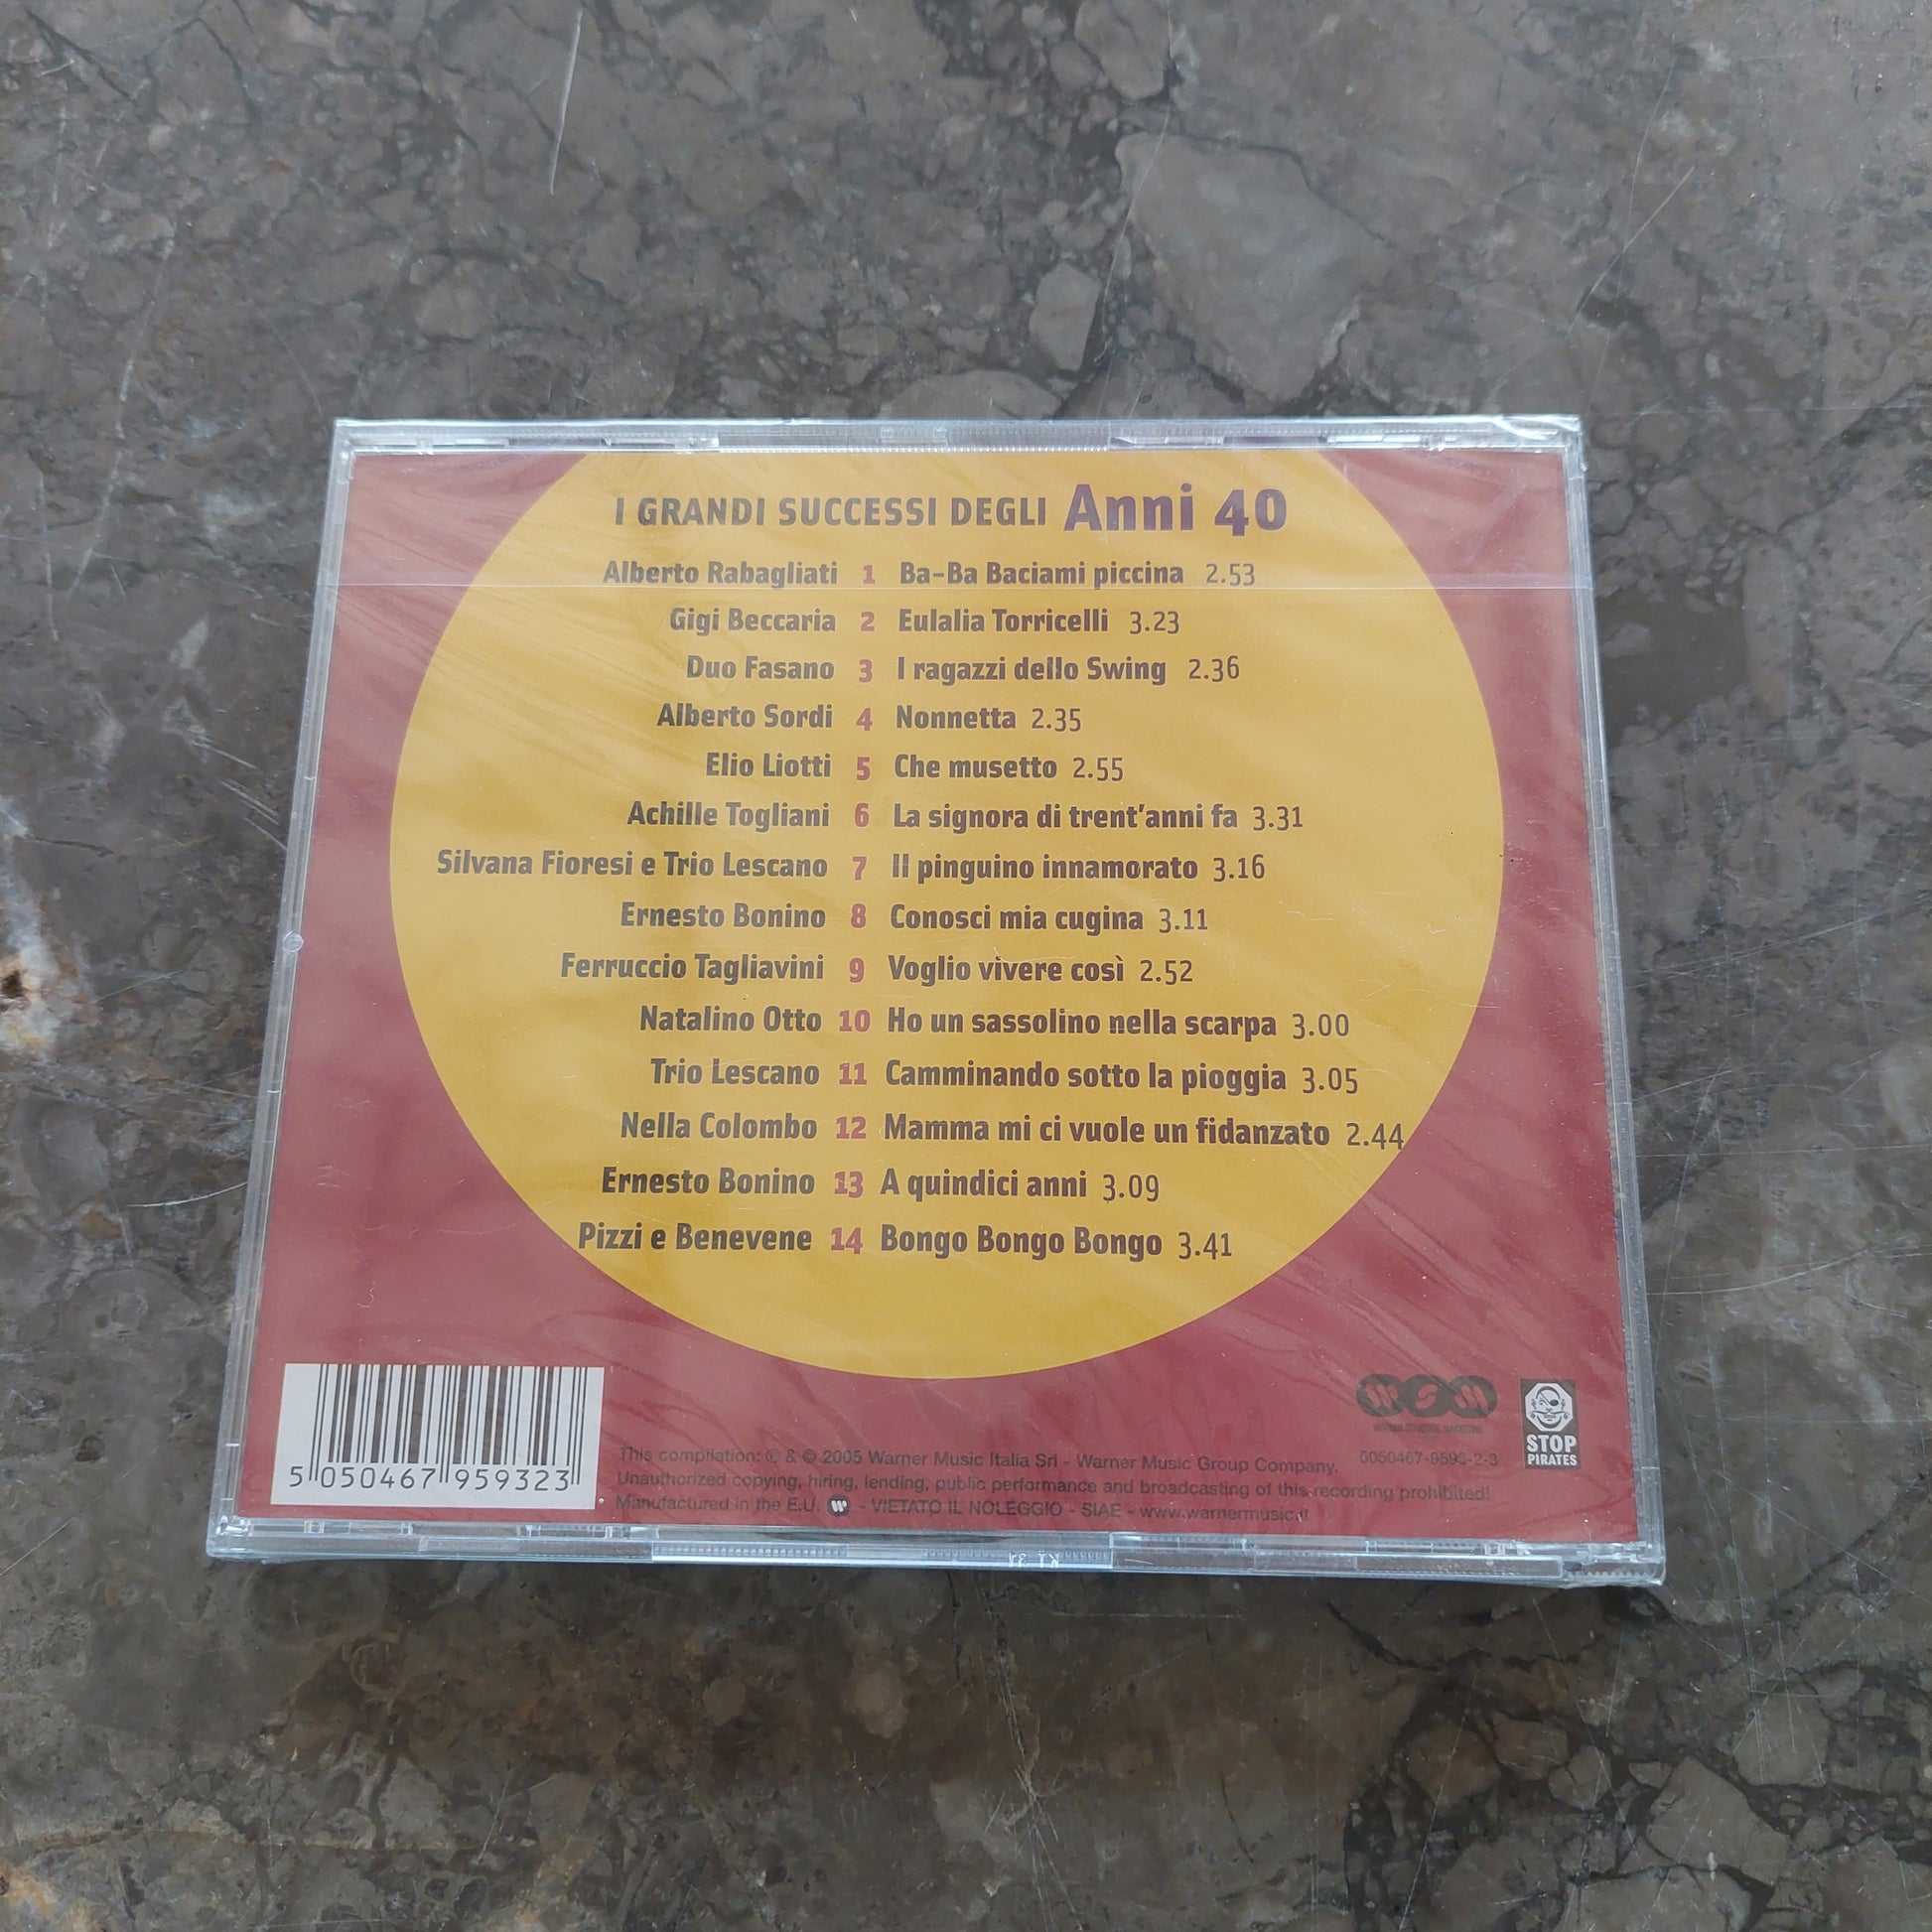 I GRANDI SUCCESSI DEGLI Anni 40
Alberto Rabagliati 1 Ba-Ba Baciami piccina 2.53
Gigi Beccaria 2 Eulalia Torricelli 3.23
Duo Fasano 3 I ragazzi dello Swing 2.36
Alberto Sordi 4 Nonnetta 2.35
Elio Liotti 5 Che musetto 2.55
Achille Togliani 6 La signora di trent'anni fa 3.31
Silvana Fioresi e Trio Lescano 7 Il pinguino innamorato 3.16
Ernesto Bonino 8 Conosci mia cugina 3.11
Ferruccio Tagliavini 9 Voglio vivere così 2.52
Natalino Otto 10 Ho un sassolino nella scarpa 3.00
Trio Lescano 11 Camminando sotto la pioggia 3.05
Nella Colombo 12 Mamma mi ci vuole un fidanzato 2.44
Ernesto Bonino 13 A quindici anni 3.09
Pizzi e Benevene 14 Bongo Bongo Bongo 3.41
5 050467 959323
This compilation: ℗ & © 2005 Warner Music Italia Srl - Warner Music Group Company.
Unauthorized copying, hiring, lending, public performance and broadcasting of this recording prohibited!
Manufactured in the E.U. - VIETATO IL NOLEGGIO - SIAE - www.warnermusic.it
5050467-9593-2-3
STOP
PIRATES